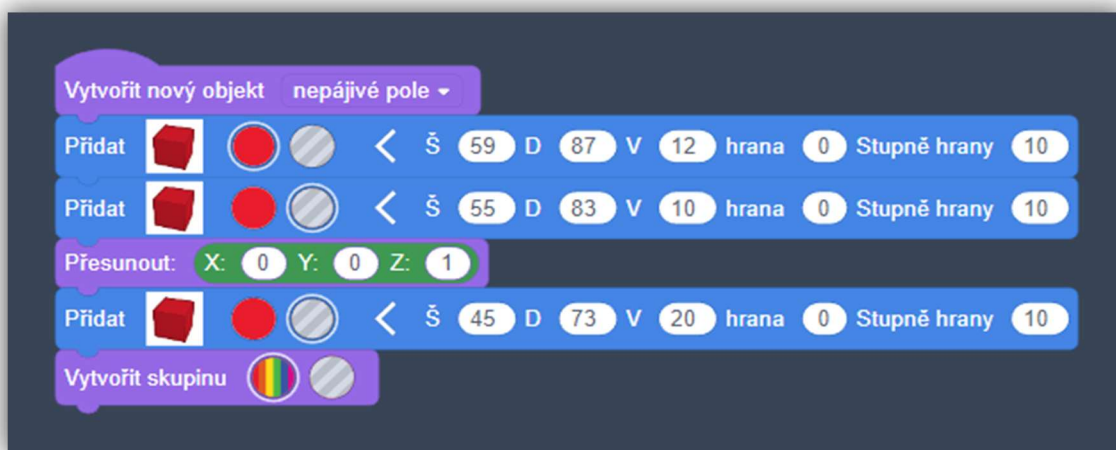 Vytvořit nový objekt nepájivé pole
Přidat Š 59 D 87 V 12 hrana 0 Stupně hrany 10
Přidat Š 55 D 83 V 10 hrana 0 Stupně hrany 10
Přesunout: X: 0 Y: 0 Z: 1
Přidat Š 45 D 73 V 20 hrana 0 Stupně hrany 10
Vytvořit skupinu